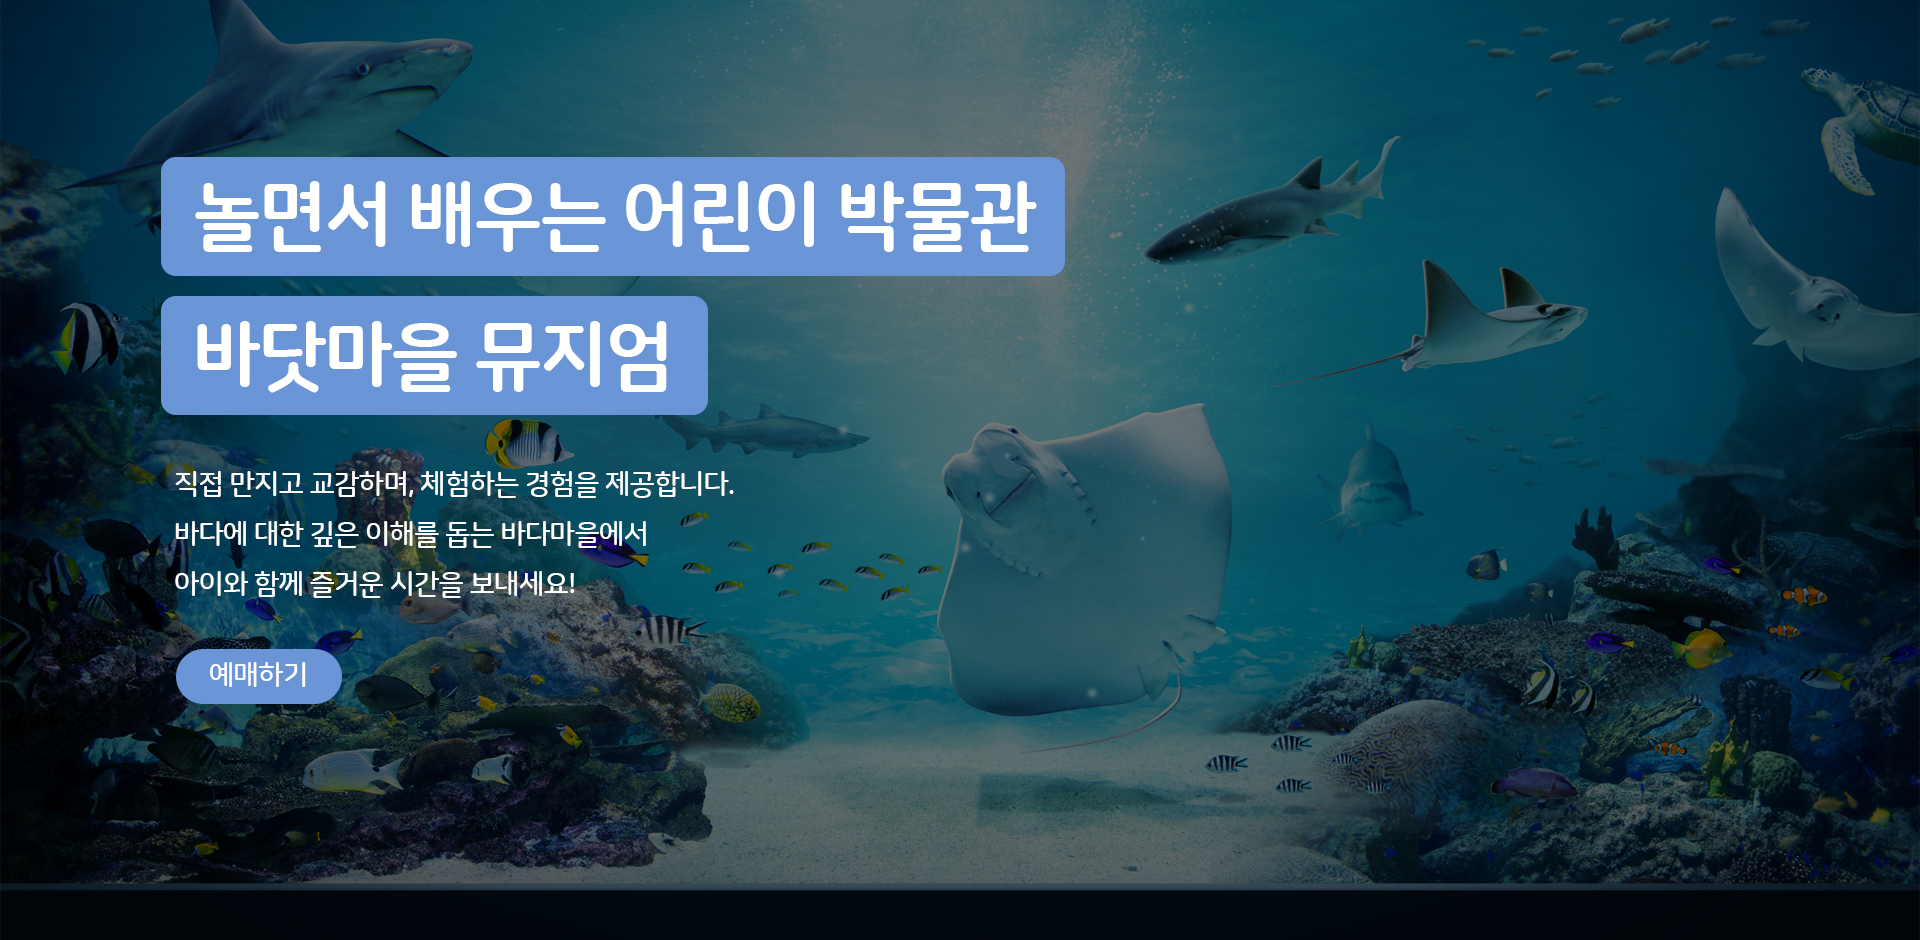 놀면서 배우는 어린이 박물관
바닷마을 뮤지엄
직접 만지고 교감하며, 체험하는 경험을 제공합니다.
바다에 대한 깊은 이해를 돕는 바다마을에서
아이와 함께 즐거운 시간을 보내세요!
예매하기